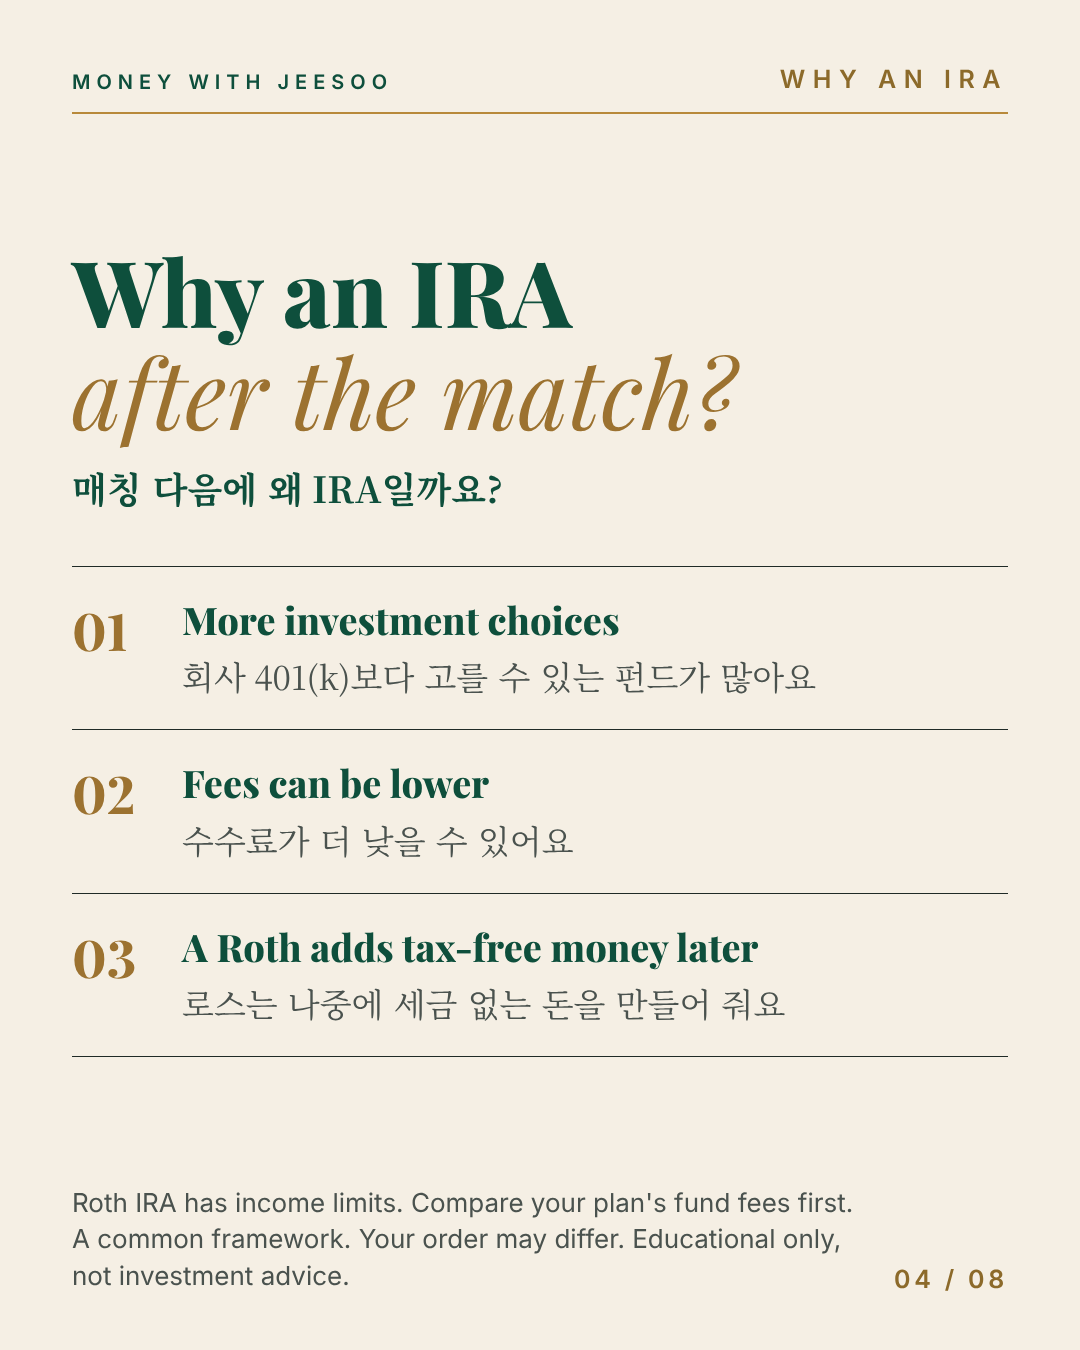 MONEY WITH JEESOO
WHY AN IRA
Why an IRA
after the match?
매칭 다음에 왜 IRA일까요?
01
More investment choices
회사 401(k)보다 고를 수 있는 펀드가 많아요
02
Fees can be lower
수수료가 더 낮을 수 있어요
03
A Roth adds tax-free money later
로스는 나중에 세금 없는 돈을 만들어 줘요
Roth IRA has income limits. Compare your plan's fund fees first.
A common framework. Your order may differ. Educational only,
not investment advice.
04 / 08